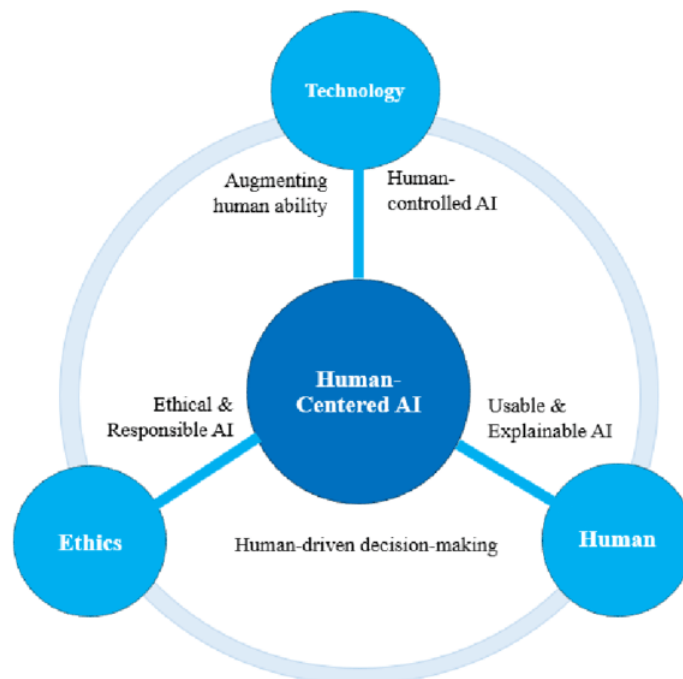 Technology
Augmenting
human ability
Human-
controlled AI
Human-
Centered AI
Ethical &
Responsible AI
Usable &
Explainable AI
Ethics
Human-driven decision-making
Human